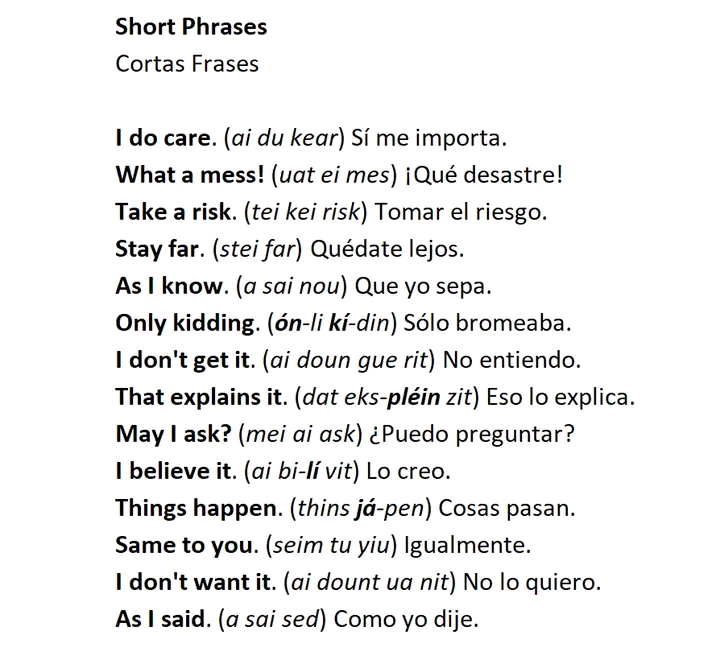 Short Phrases
Cortas Frases
I do care. (ai du kear) Sí me importa.
What a mess! (uat ei mes) ¡Qué desastre!
Take a risk. (tei kei risk) Tomar el riesgo.
Stay far. (stei far) Quédate lejos.
As I know. (a sai nou) Que yo sepa.
Only kidding. (ón-li kí-din) Sólo bromeaba.
I don't get it. (ai doun gue rit) No entiendo.
That explains it. (dat eks-pléin zit) Eso lo explica.
May I ask? (mei ai ask) ¿Puedo preguntar?
I believe it. (ai bi-lí vit) Lo creo.
Things happen. (thins já-pen) Cosas pasan.
Same to you. (seim tu yiu) Igualmente.
I don't want it. (ai dount ua nit) No lo quiero.
As I said. (a sai sed) Como yo dije.